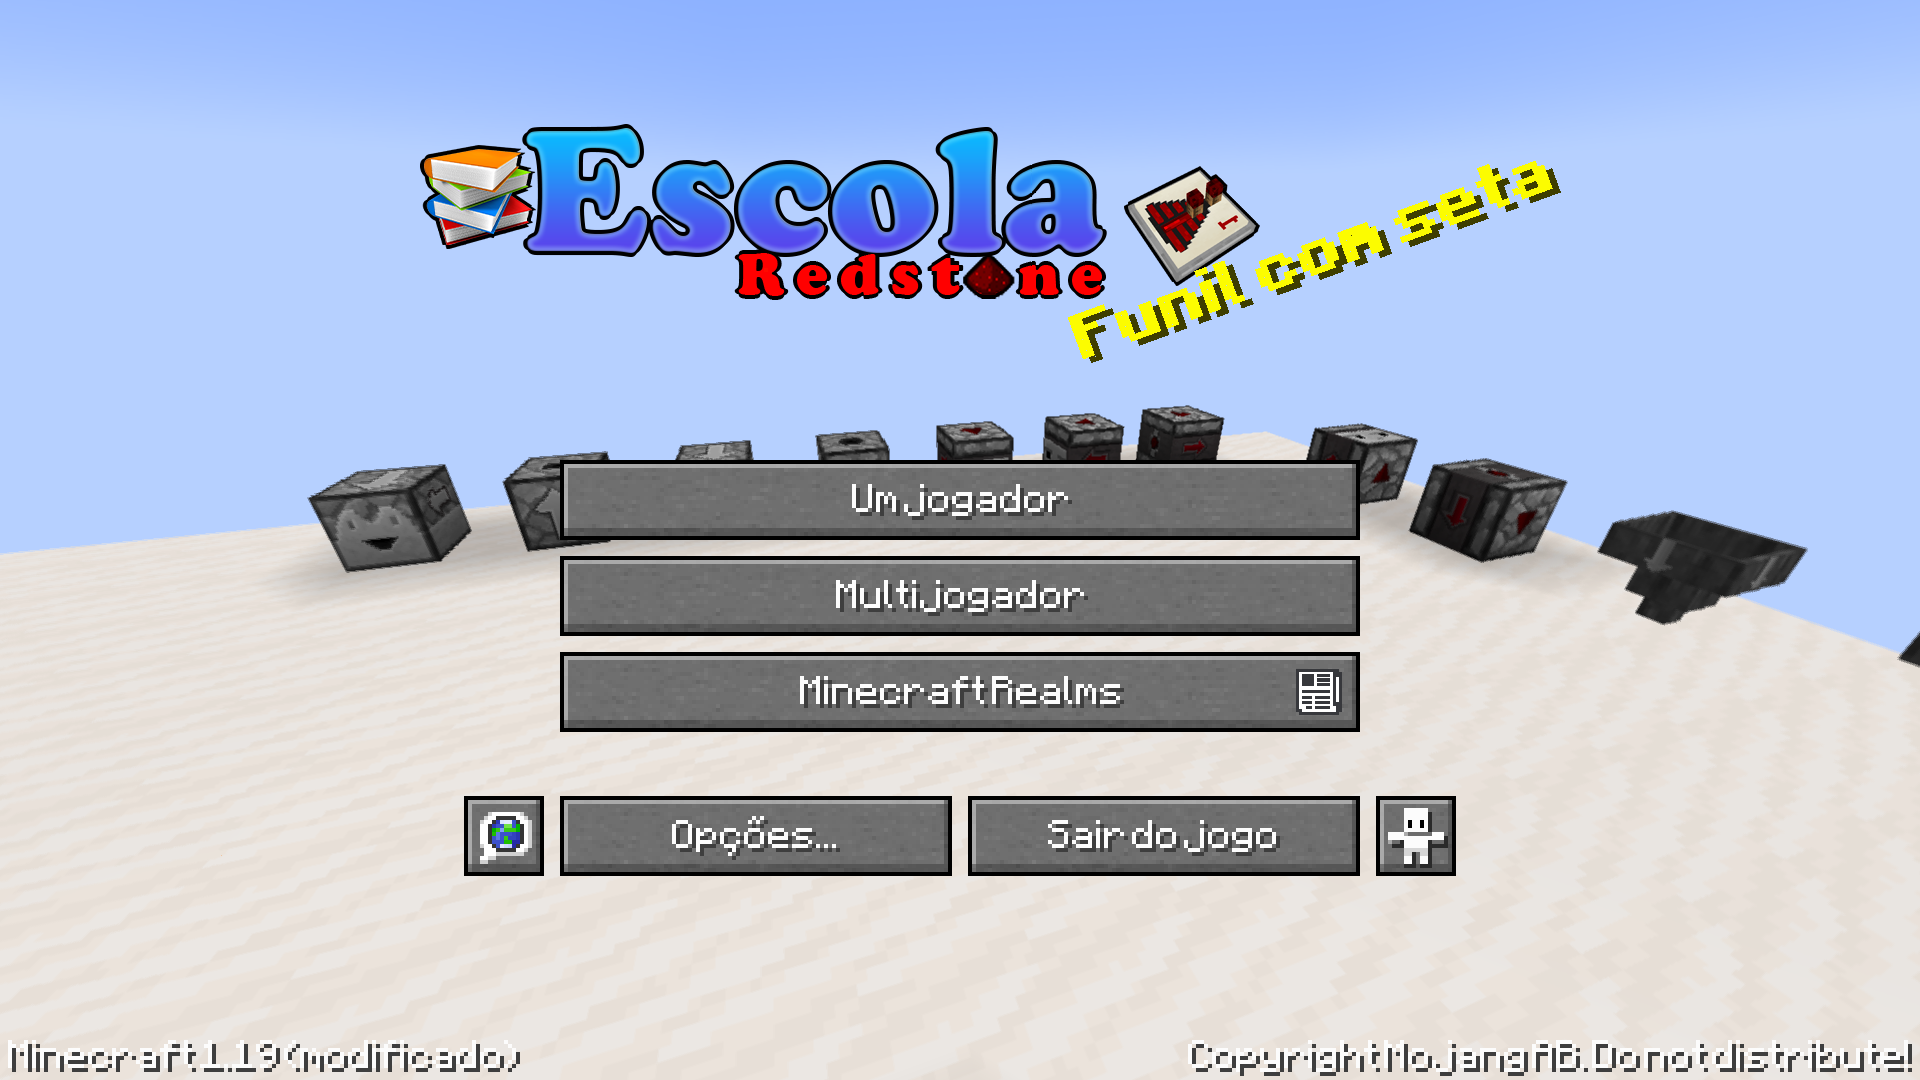 Escola
Redstone
Funil com seta
Um jogador
Multijogador
Minecraft Realms
Opções...
Sair do jogo
Minecraft 1.19 (modificado)
Copyright Mojang AB. Do not distribute!